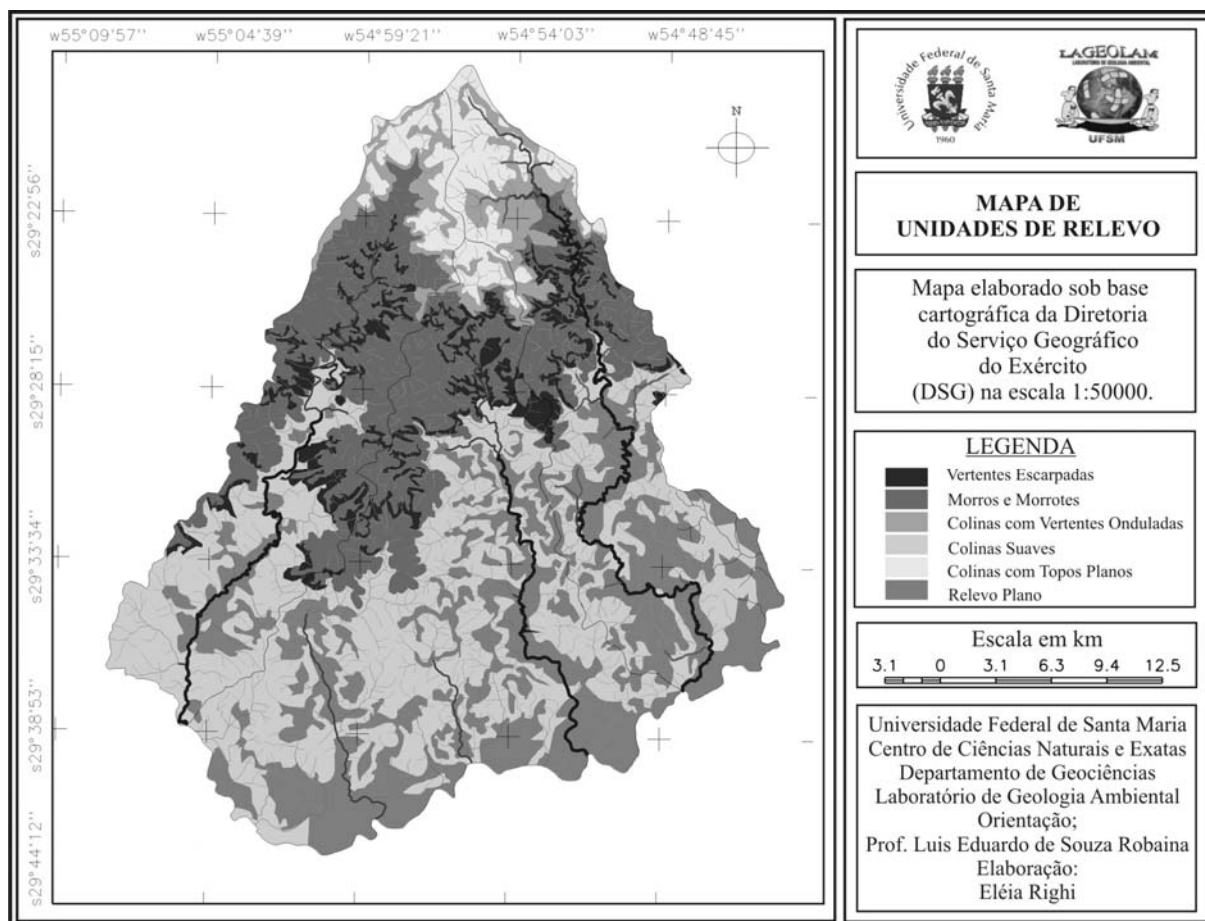 w55°09'57''
w55°04'39''
w54°59'21''
w54°54'03''
w54°48'45''
s29°22'56''
s29°28'15''
s29°33'34''
s29°38'53''
s29°44'12''
N
Universidade Federal de Santa Maria
1960
LAGEOLAM
LABORATÓRIO DE GEOLOGIA AMBIENTAL
UFSM
MAPA DE
UNIDADES DE RELEVO
Mapa elaborado sob base
cartográfica da Diretoria
do Serviço Geográfico
do Exército
(DSG) na escala 1:50000.
LEGENDA
Vertentes Escarpadas
Morros e Morrotes
Colinas com Vertentes Onduladas
Colinas Suaves
Colinas com Topos Planos
Relevo Plano
Escala em km
3.1 0 3.1 6.3 9.4 12.5
Universidade Federal de Santa Maria
Centro de Ciências Naturais e Exatas
Departamento de Geociências
Laboratório de Geologia Ambiental
Orientação;
Prof. Luis Eduardo de Souza Robaina
Elaboração:
Eléia Righi